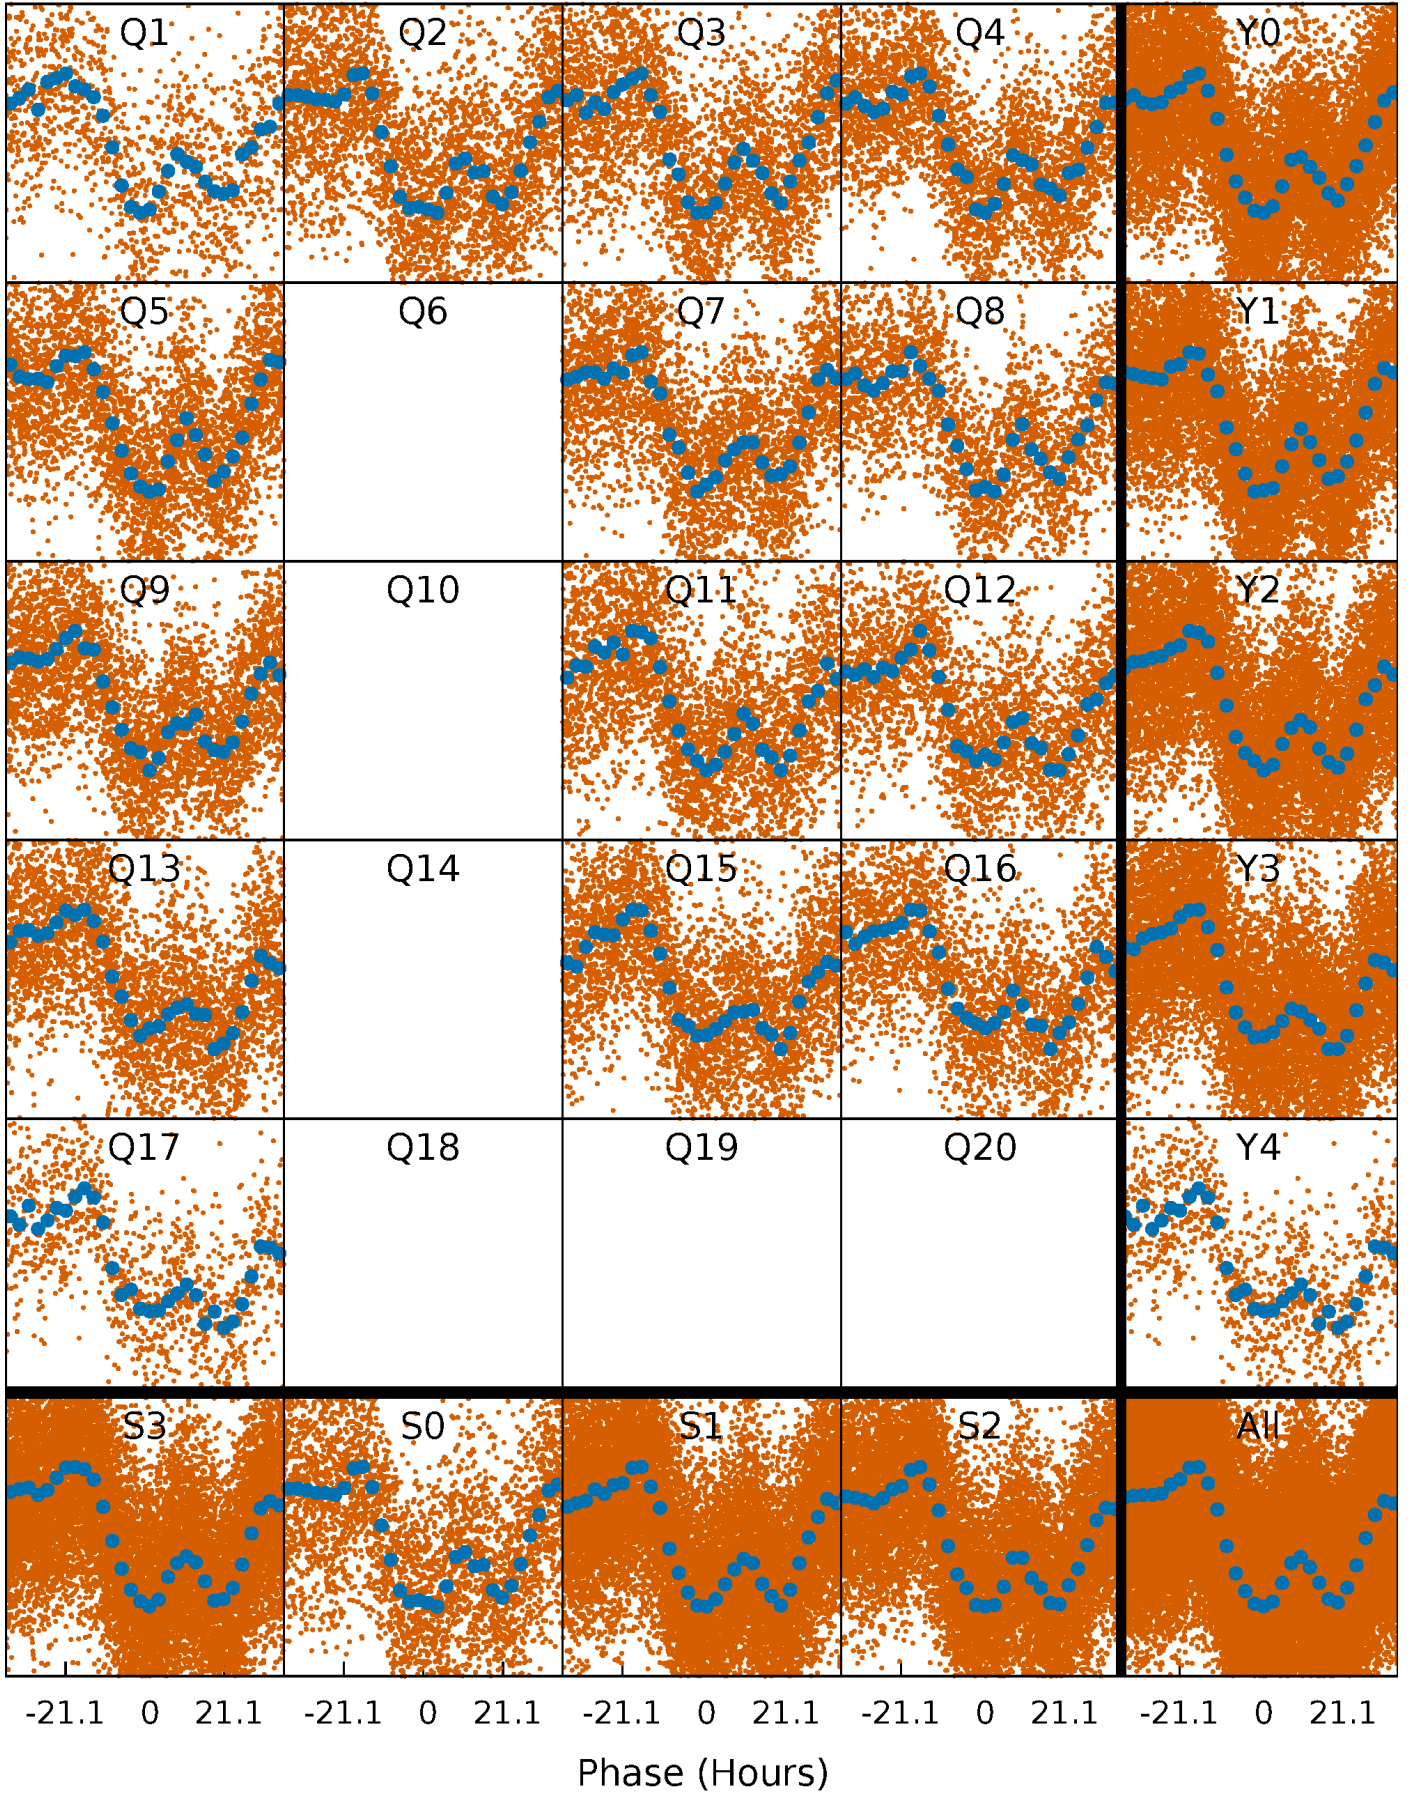 Q1 Q2 Q3 Q4 Y0
Q5 Q6 Q7 Q8 Y1
Q9 Q10 Q11 Q12 Y2
Q13 Q14 Q15 Q16 Y3
Q17 Q18 Q19 Q20 Y4
S3 S0 S1 S2 All
-21.1 0 21.1 -21.1 0 21.1 -21.1 0 21.1 -21.1 0 21.1 -21.1 0 21.1
Phase (Hours)